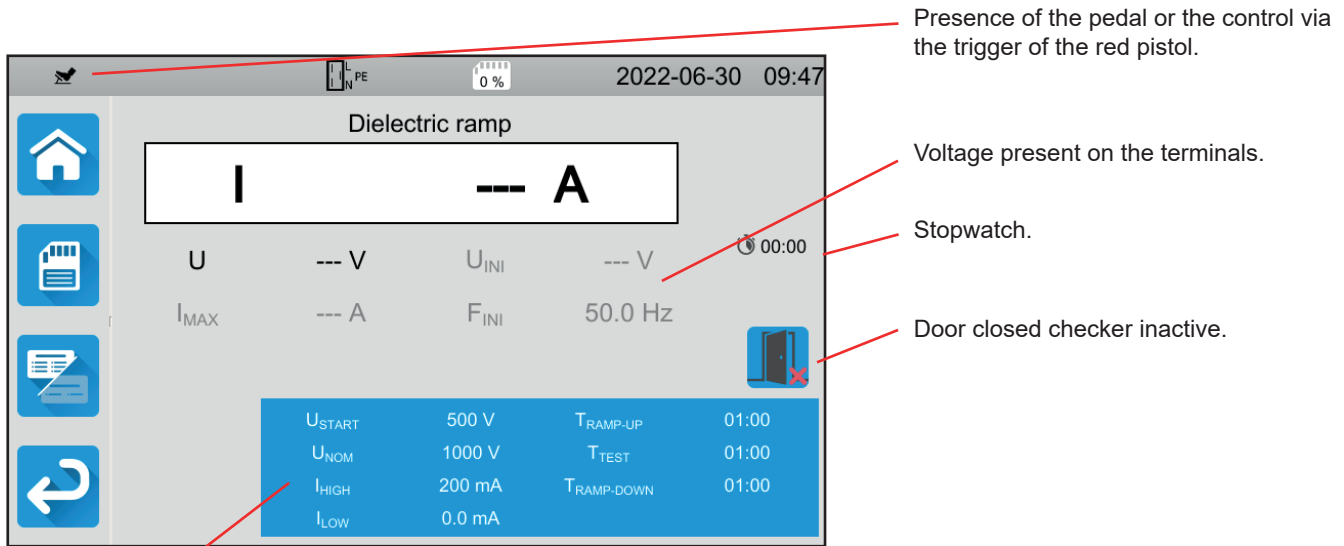 Presence of the pedal or the control via
the trigger of the red pistol.
L
N PE
0 %
2022-06-30 09:47
Dielectric ramp
I --- A
Voltage present on the terminals.
Stopwatch.
00:00
U --- V UINI --- V
IMAX --- A FINI 50.0 Hz
Door closed checker inactive.
USTART 500 V TRAMP-UP 01:00
UNOM 1000 V TTEST 01:00
IHIGH 200 mA TRAMP-DOWN 01:00
ILOW 0.0 mA